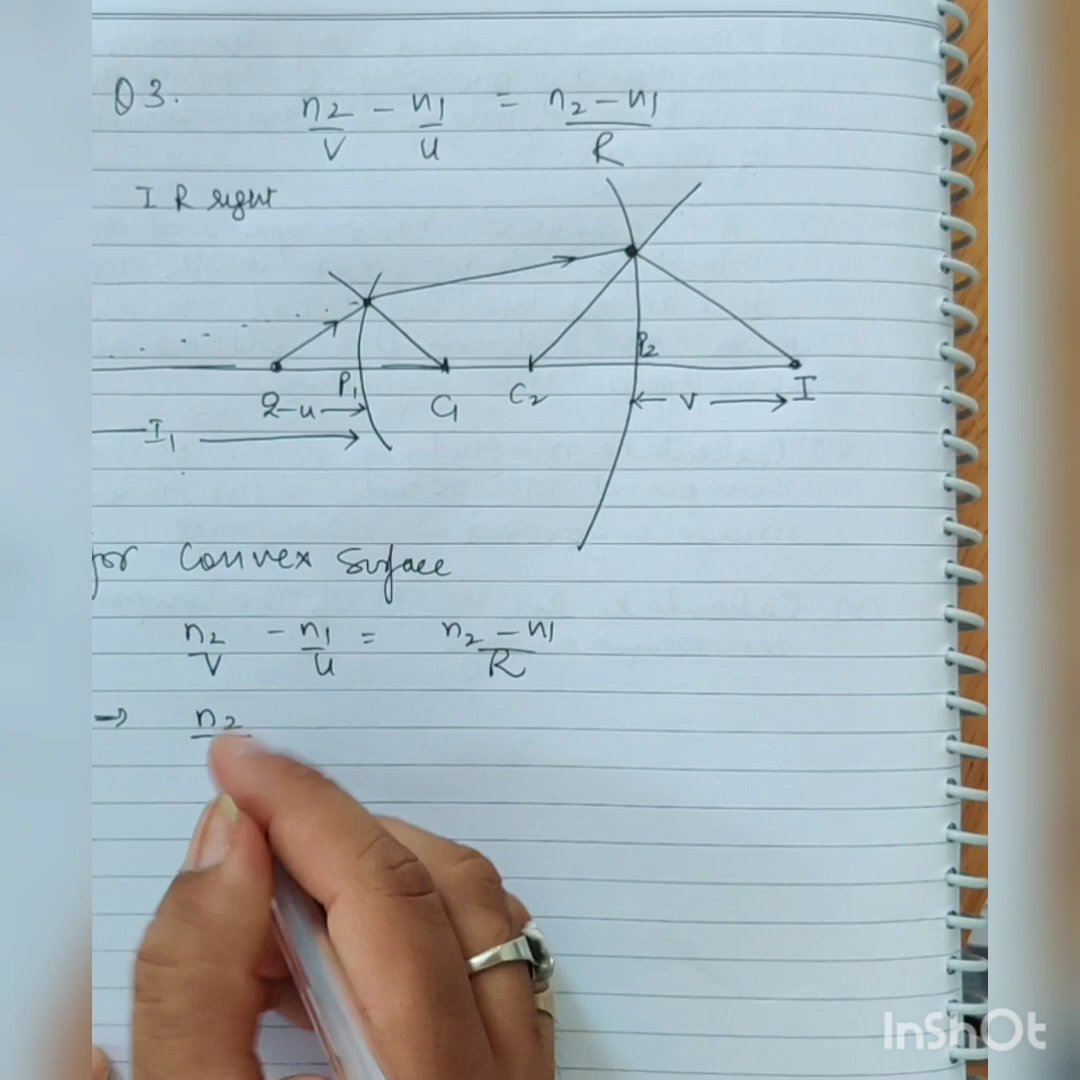 Q3. n2/v - n1/u = n2-n1/R
I R right
P1 P2
2-u→ C1 C2 ← v → I
I1 →
for Convex Surface
n2/v - n1/u = n2-n1/R
→ n2
InShOt